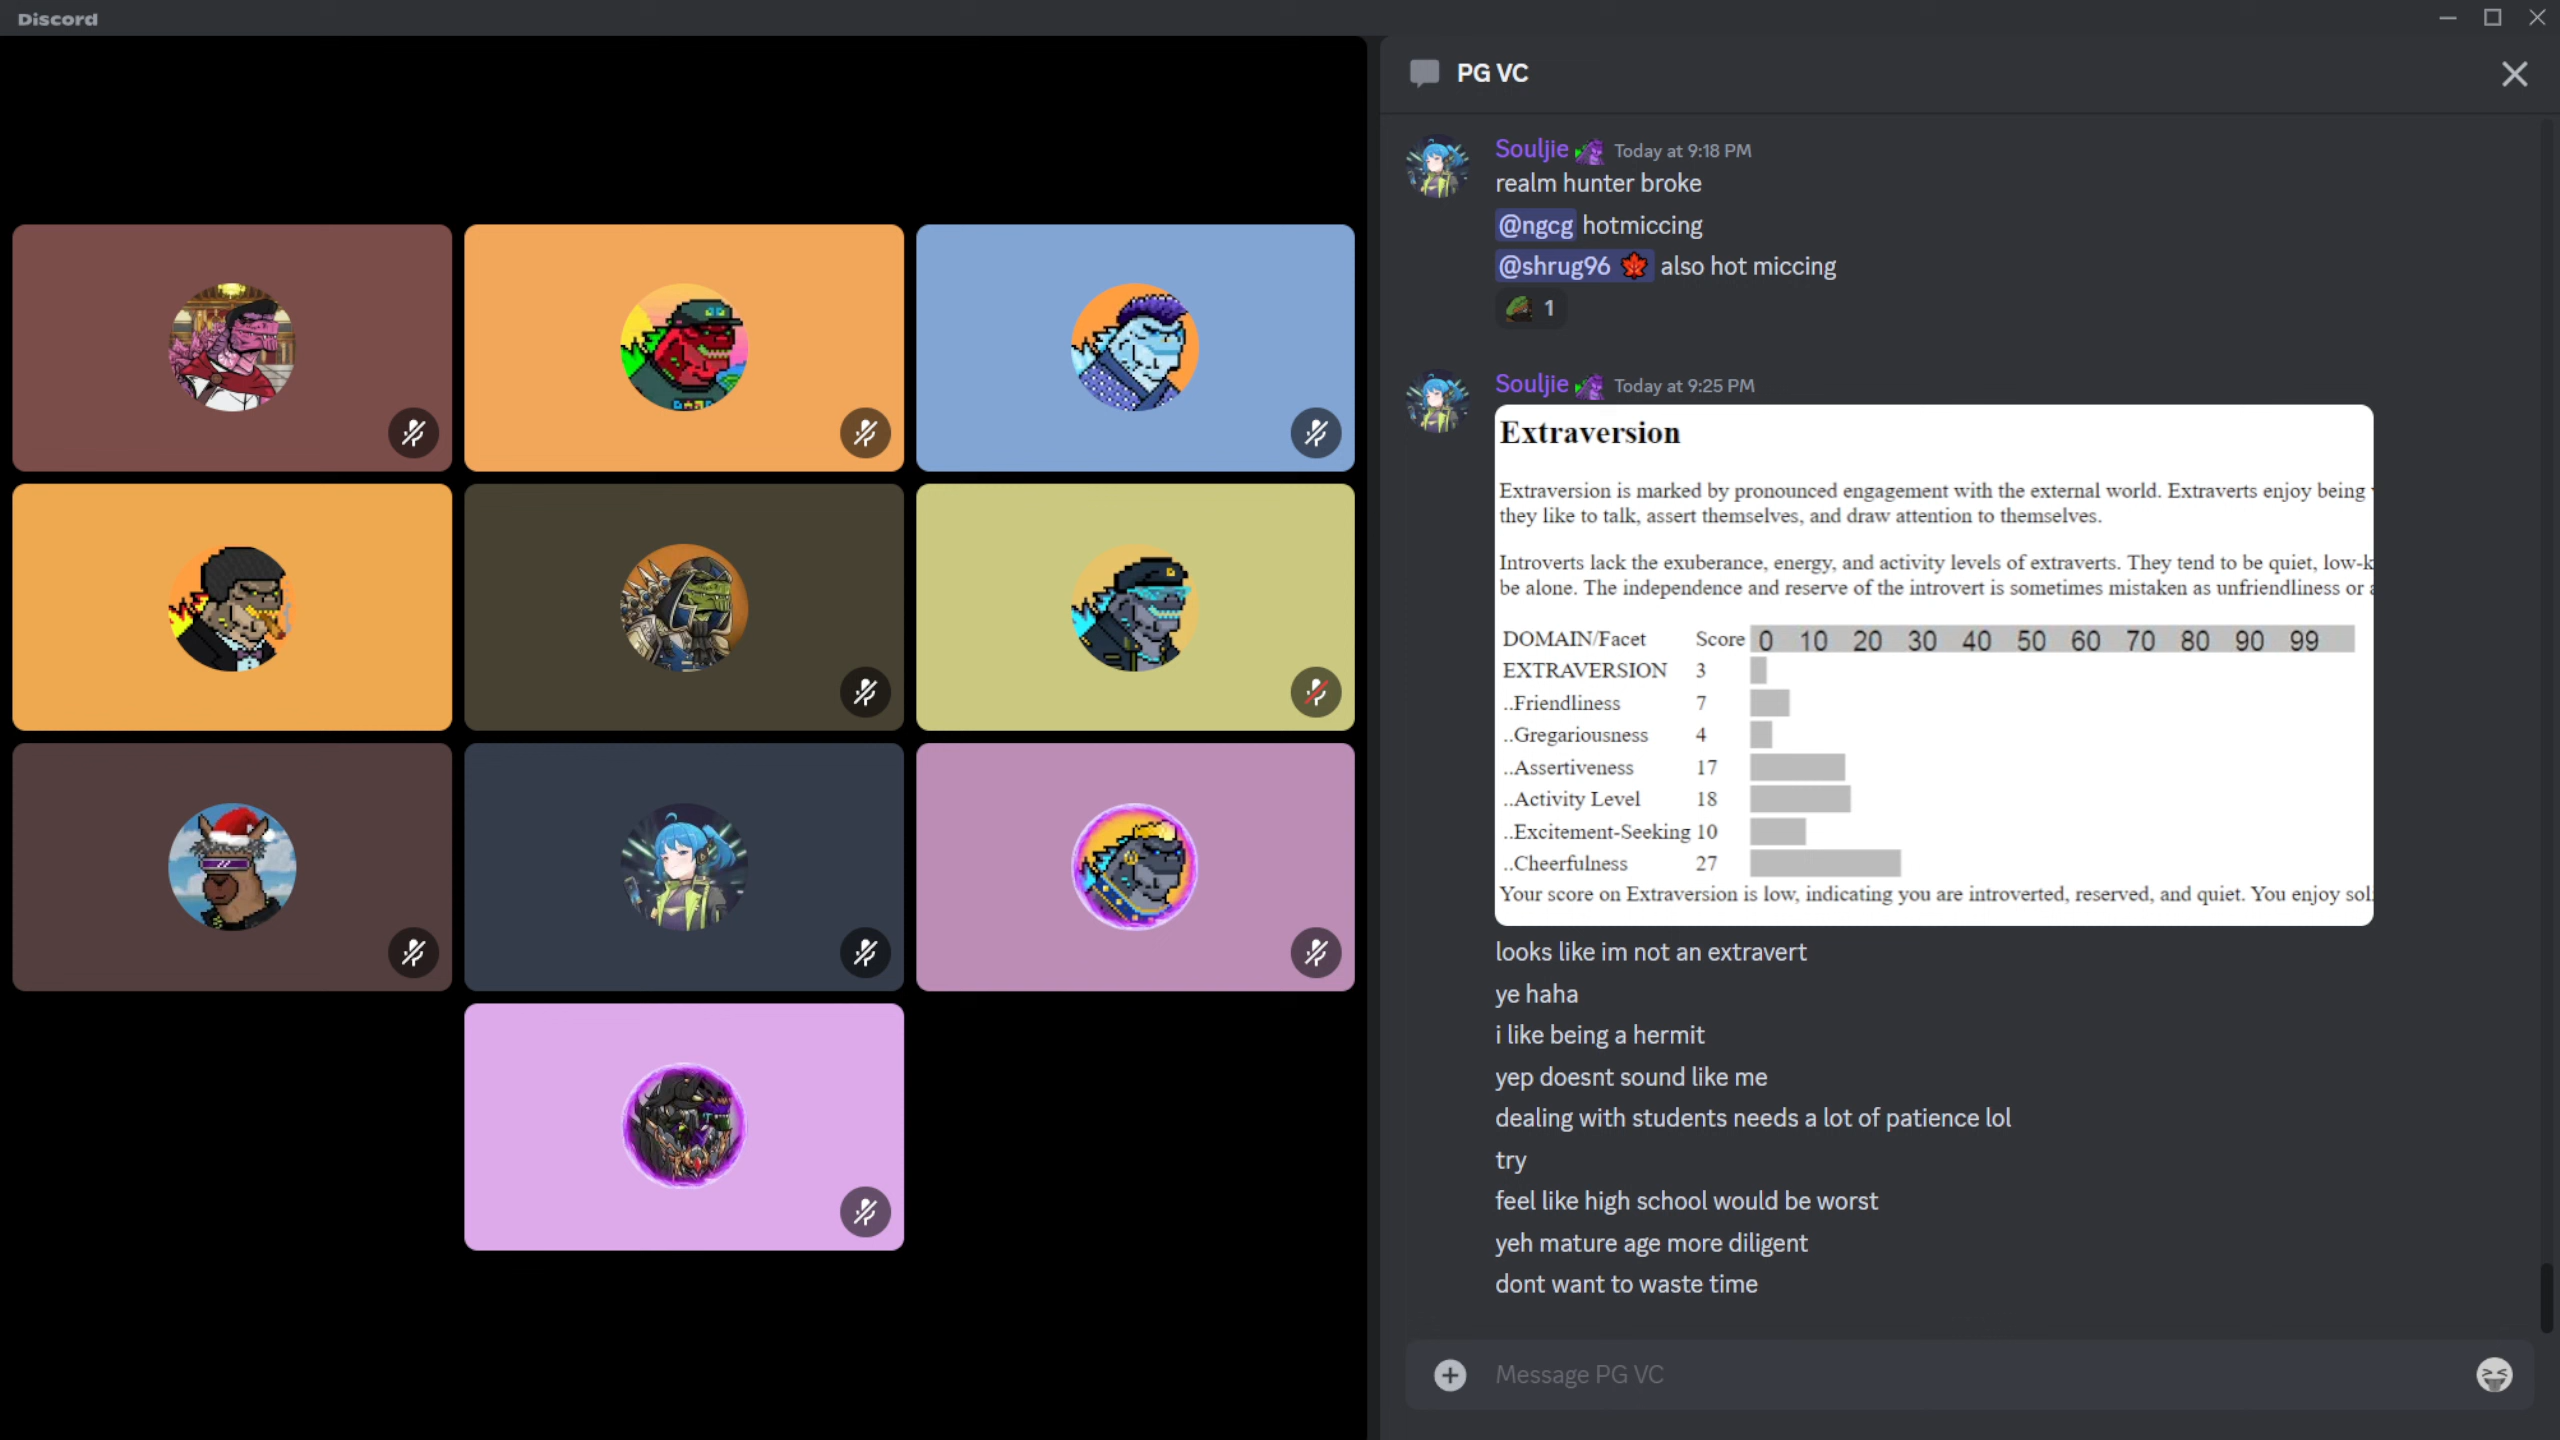 Discord
PG VC
Souljie Today at 9:18 PM
realm hunter broke
@ngcg hotmiccing
@shrug96 🍁 also hot miccing
1
Souljie Today at 9:25 PM
Extraversion
Extraversion is marked by pronounced engagement with the external world. Extraverts enjoy being
they like to talk, assert themselves, and draw attention to themselves.
Introverts lack the exuberance, energy, and activity levels of extraverts. They tend to be quiet, low-k
be alone. The independence and reserve of the introvert is sometimes mistaken as unfriendliness or a
DOMAIN/Facet Score 0 10 20 30 40 50 60 70 80 90 99
EXTRAVERSION 3
..Friendliness 7
..Gregariousness 4
..Assertiveness 17
..Activity Level 18
..Excitement-Seeking 10
..Cheerfulness 27
Your score on Extraversion is low, indicating you are introverted, reserved, and quiet. You enjoy sol
looks like im not an extravert
ye haha
i like being a hermit
yep doesnt sound like me
dealing with students needs a lot of patience lol
try
feel like high school would be worst
yeh mature age more diligent
dont want to waste time
Message PG VC